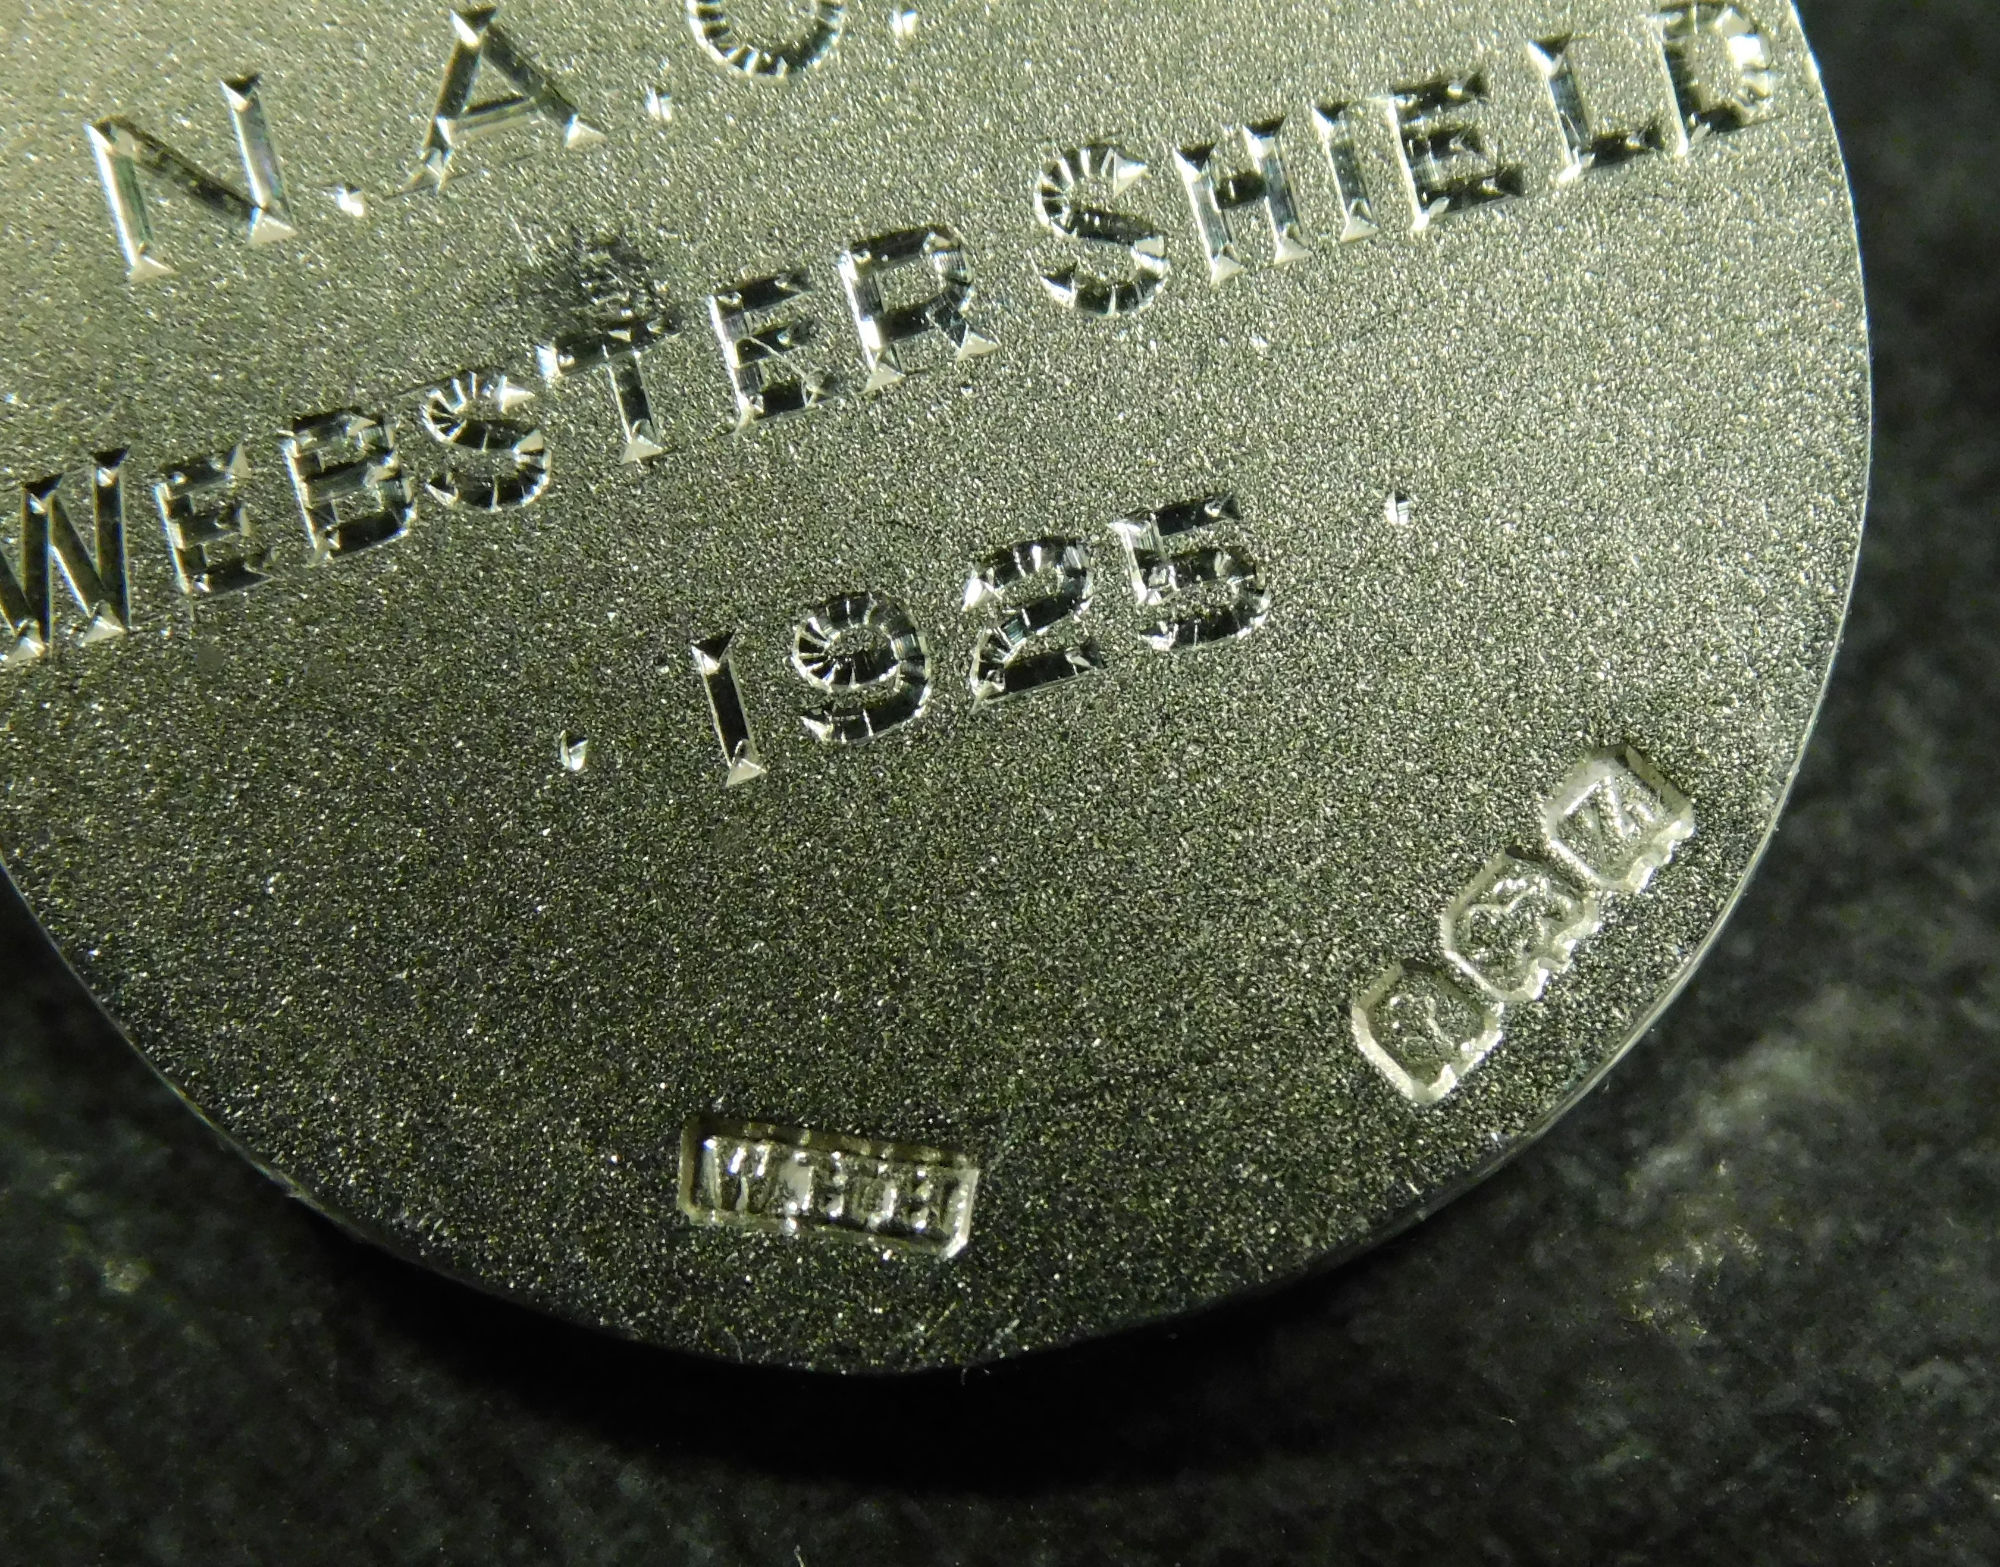 N.A.C.
WEBSTER SHIELD
. 1925 .
W.H.H